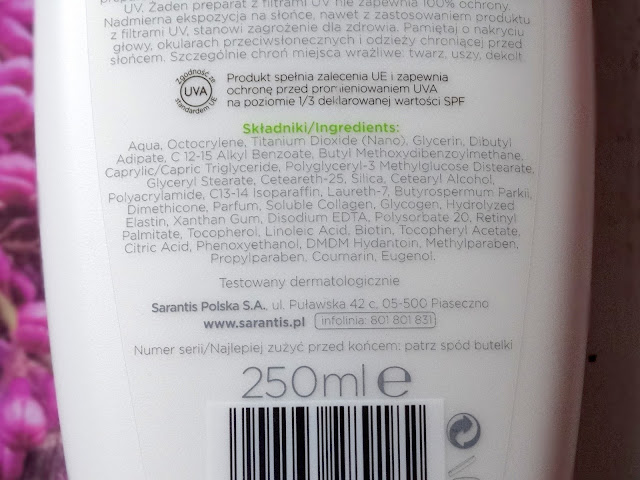 UV. Żaden preparat z filtrami UV nie zapewnia 100% ochrony.
Nadmierna ekspozycja na słońce, nawet z zastosowaniem produktu
z filtrami UV, stanowi zagrożenie dla zdrowia. Pamiętaj o nakryciu
głowy, okularach przeciwsłonecznych i odzieży chroniącej przed
słońcem. Szczególnie chroń miejsca wrażliwe: twarz, uszy, dekolt
Zgodność ze
UVA
standardem UE
Produkt spełnia zalecenia UE i zapewnia
ochronę przed promieniowaniem UVA
na poziomie 1/3 deklarowanej wartości SPF
Składniki/Ingredients:
Aqua, Octocrylene, Titanium Dioxide (Nano), Glycerin, Dibutyl
Adipate, C 12-15 Alkyl Benzoate, Butyl Methoxydibenzoylmethane,
Caprylic/Capric Triglyceride, Polyglyceryl-3 Methylglucose Distearate,
Glyceryl Stearate, Ceteareth-25, Silica, Cetearyl Alcohol,
Polyacrylamide, C13-14 Isoparaffin, Laureth-7, Butyrospermum Parkii,
Dimethicone, Parfum, Soluble Collagen, Glycogen, Hydrolyzed
Elastin, Xanthan Gum, Disodium EDTA, Polysorbate 20, Retinyl
Palmitate, Tocopherol, Linoleic Acid, Biotin, Tocopheryl Acetate,
Citric Acid, Phenoxyethanol, DMDM Hydantoin, Methylparaben,
Propylparaben, Coumarin, Eugenol.
Testowany dermatologicznie
Sarantis Polska S.A., ul. Puławska 42 c, 05-500 Piaseczno
www.sarantis.pl infolinia: 801 801 831
Numer serii/Najlepiej zużyć przed końcem: patrz spód butelki
250ml e